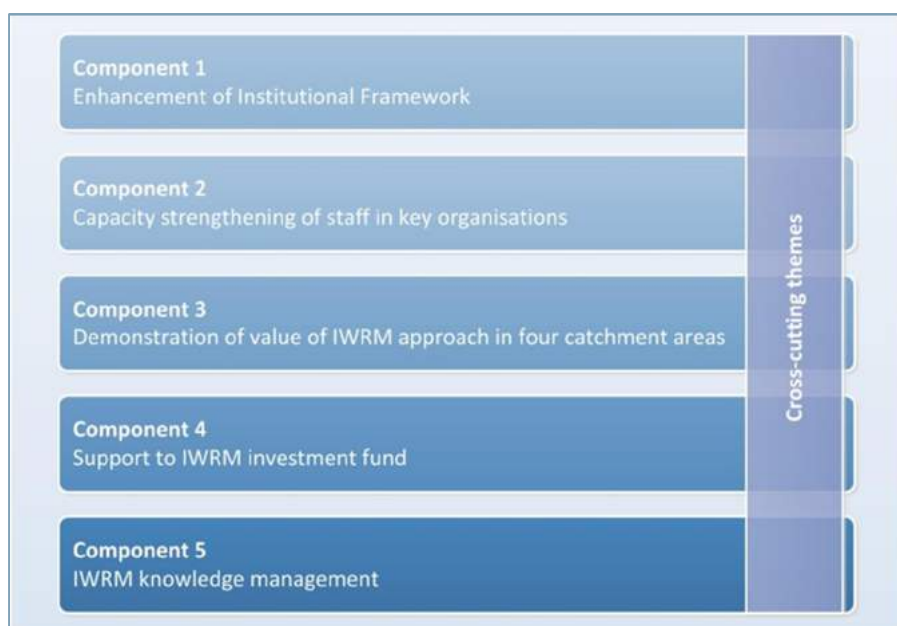 Component 1
Enhancement of Institutional Framework
Component 2
Capacity strengthening of staff in key organisations
Component 3
Demonstration of value of IWRM approach in four catchment areas
Component 4
Support to IWRM investment fund
Component 5
IWRM knowledge management
Cross-cutting themes